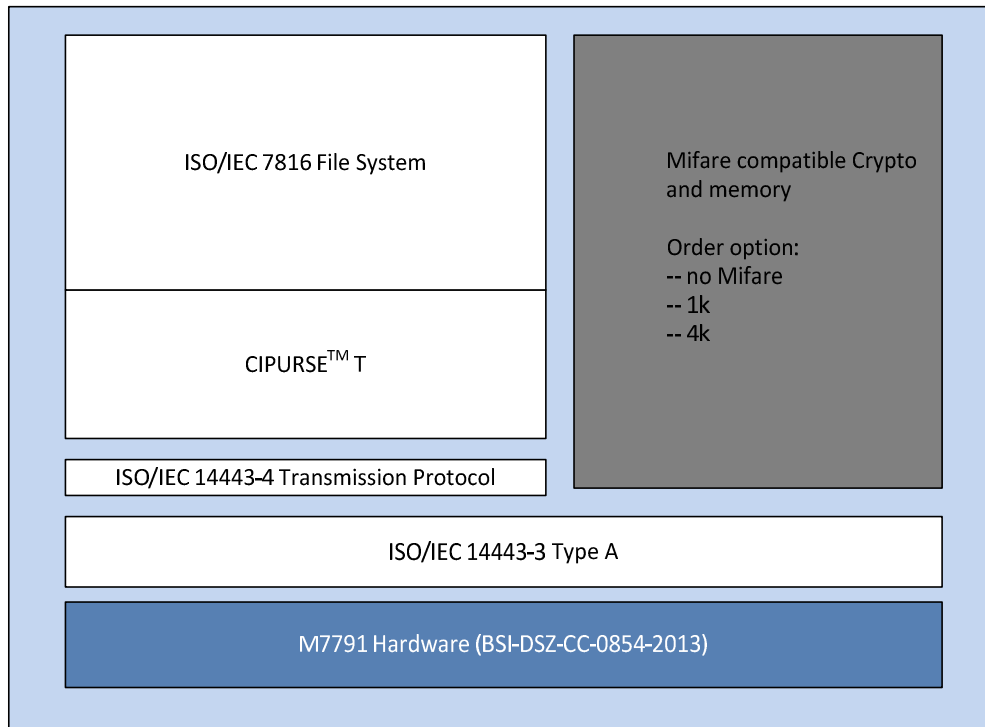 ISO/IEC 7816 File System
CIPURSE™ T
ISO/IEC 14443-4 Transmission Protocol
Mifare compatible Crypto
and memory
Order option:
-- no Mifare
-- 1k
-- 4k
ISO/IEC 14443-3 Type A
M7791 Hardware (BSI-DSZ-CC-0854-2013)